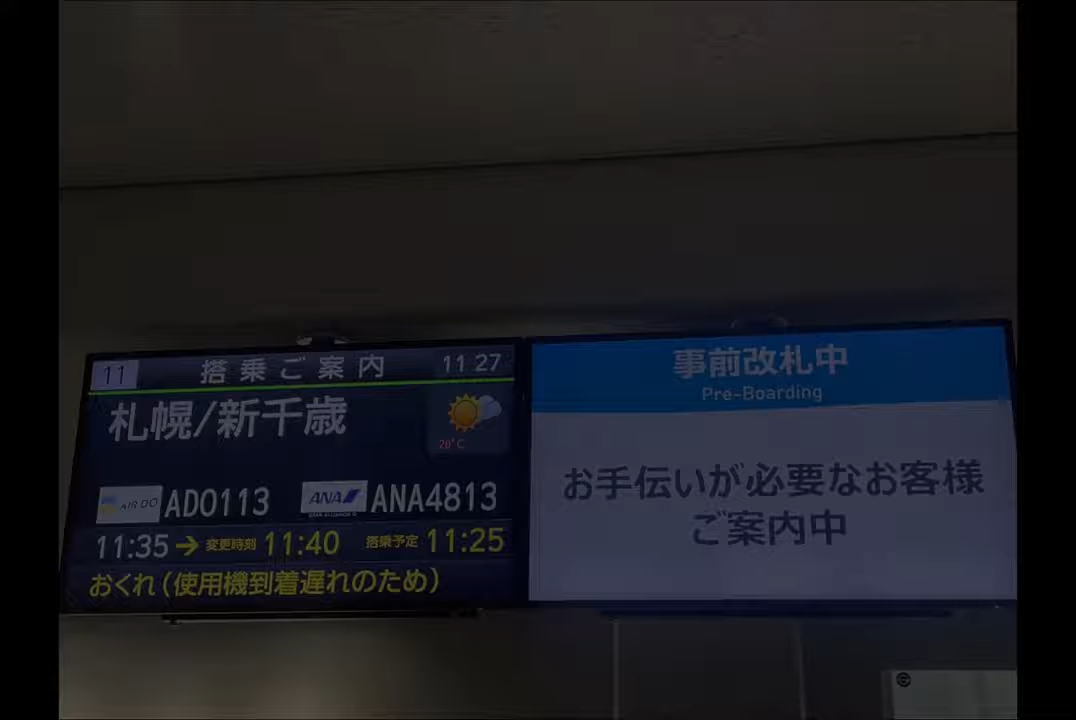 11 搭乗ご案内 11 27
札幌/新千歳
20°C
AIR DO ADO113 ANA ANA4813
11:35 → 変更時刻 11:40 搭乗予定 11:25
おくれ(使用機到着遅れのため)
事前改札中
Pre-Boarding
お手伝いが必要なお客様
ご案内中